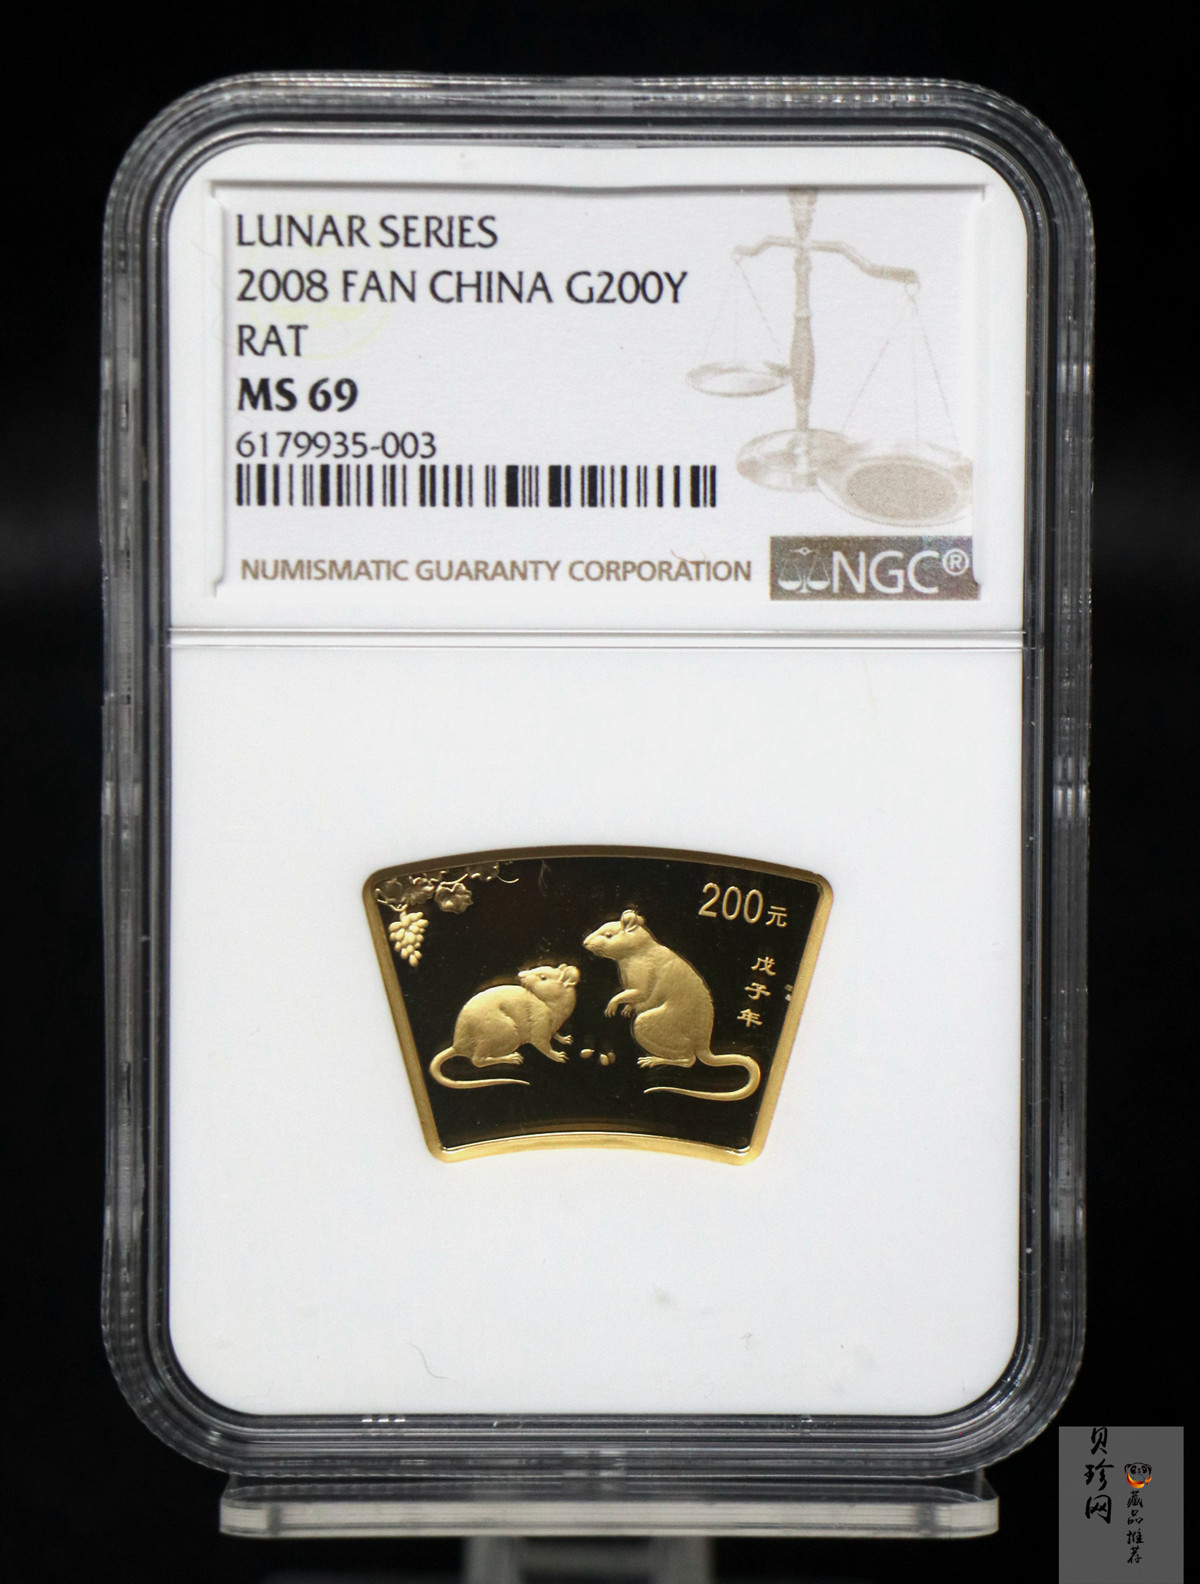 LUNAR SERIES
2008 FAN CHINA G200Y
RAT
MS 69
6179935-003
NUMISMATIC GUARANTY CORPORATION
NGC®
200元
戊子年
贝珍网
藏品推荐